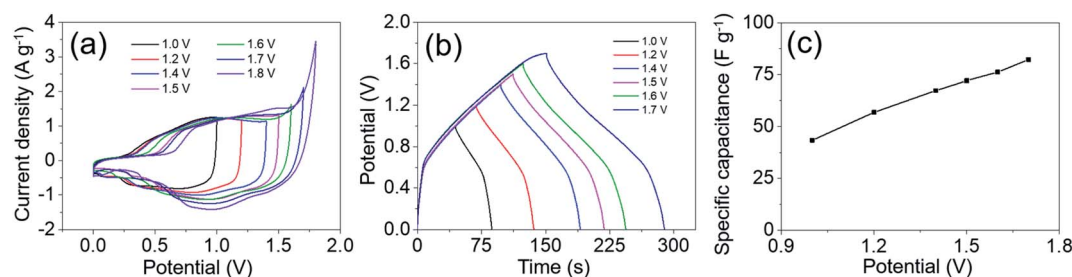 (a)
Current density (A g⁻¹)
4
3
2
1
0
-1
-2
1.0 V
1.2 V
1.4 V
1.5 V
1.6 V
1.7 V
1.8 V
0.0 0.5 1.0 1.5 2.0
Potential (V)
(b)
Potential (V)
2.0
1.6
1.2
0.8
0.4
0.0
1.0 V
1.2 V
1.4 V
1.5 V
1.6 V
1.7 V
0 75 150 225 300
Time (s)
(c)
Specific capacitance (F g⁻¹)
100
75
50
25
0
0.9 1.2 1.5 1.8
Potential (V)